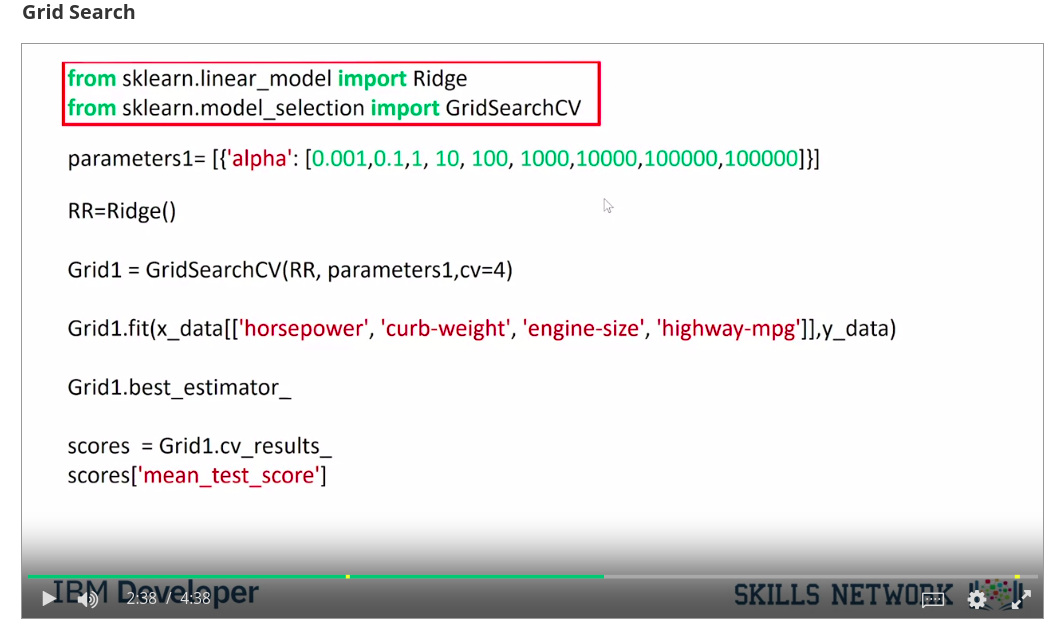 Grid Search
from sklearn.linear_model import Ridge
from sklearn.model_selection import GridSearchCV
parameters1= [{'alpha': [0.001,0.1,1, 10, 100, 1000,10000,100000,100000]}]
RR=Ridge()
Grid1 = GridSearchCV(RR, parameters1,cv=4)
Grid1.fit(x_data[['horsepower', 'curb-weight', 'engine-size', 'highway-mpg']],y_data)
Grid1.best_estimator_
scores  = Grid1.cv_results_
scores['mean_test_score']
IBM Developer
SKILLS NETWORK
2:38 / 4:38